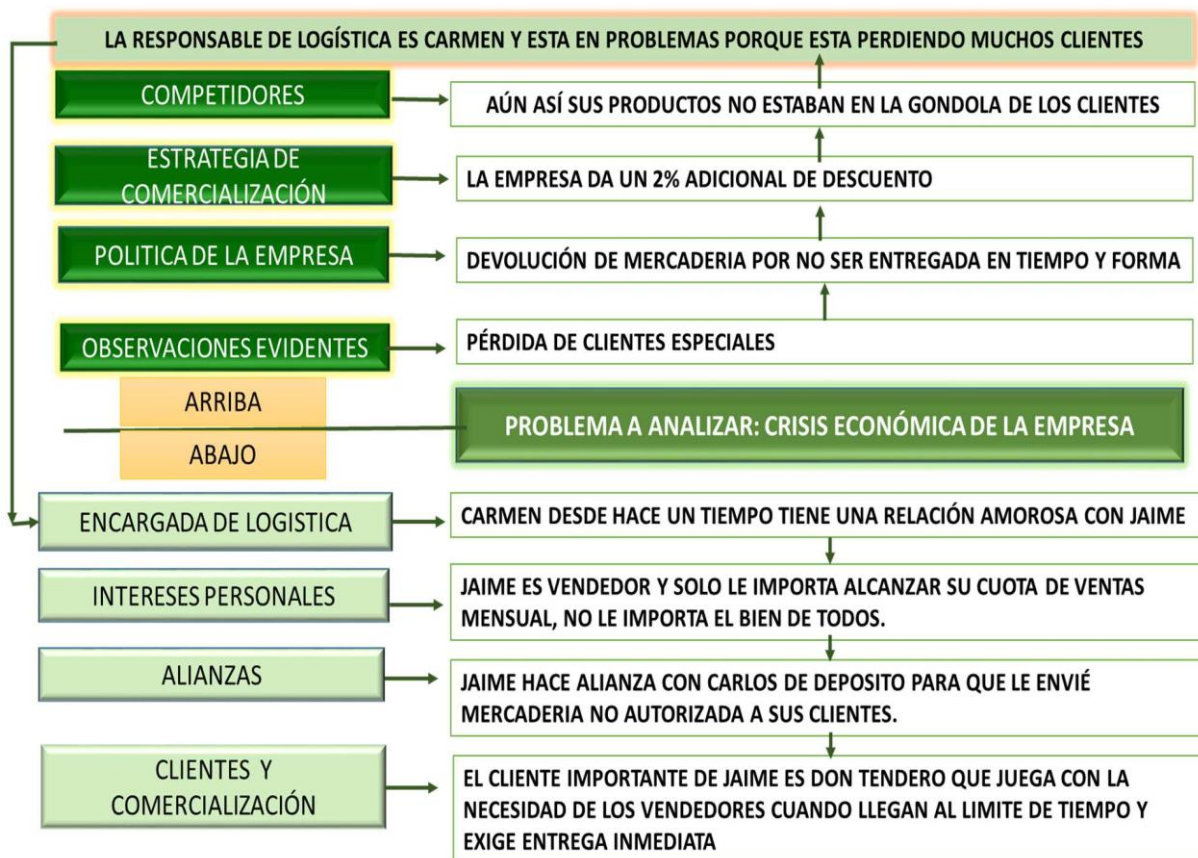 LA RESPONSABLE DE LOGÍSTICA ES CARMEN Y ESTA EN PROBLEMAS PORQUE ESTA PERDIENDO MUCHOS CLIENTES
COMPETIDORES
AÚN ASÍ SUS PRODUCTOS NO ESTABAN EN LA GONDOLA DE LOS CLIENTES
ESTRATEGIA DE
COMERCIALIZACIÓN
LA EMPRESA DA UN 2% ADICIONAL DE DESCUENTO
POLITICA DE LA EMPRESA
DEVOLUCIÓN DE MERCADERIA POR NO SER ENTREGADA EN TIEMPO Y FORMA
OBSERVACIONES EVIDENTES
PÉRDIDA DE CLIENTES ESPECIALES
ARRIBA
ABAJO
PROBLEMA A ANALIZAR: CRISIS ECONÓMICA DE LA EMPRESA
ENCARGADA DE LOGISTICA
CARMEN DESDE HACE UN TIEMPO TIENE UNA RELACIÓN AMOROSA CON JAIME
INTERESES PERSONALES
JAIME ES VENDEDOR Y SOLO LE IMPORTA ALCANZAR SU CUOTA DE VENTAS
MENSUAL, NO LE IMPORTA EL BIEN DE TODOS.
ALIANZAS
JAIME HACE ALIANZA CON CARLOS DE DEPOSITO PARA QUE LE ENVIÉ
MERCADERIA NO AUTORIZADA A SUS CLIENTES.
CLIENTES Y
COMERCIALIZACIÓN
EL CLIENTE IMPORTANTE DE JAIME ES DON TENDERO QUE JUEGA CON LA
NECESIDAD DE LOS VENDEDORES CUANDO LLEGAN AL LIMITE DE TIEMPO Y
EXIGE ENTREGA INMEDIATA